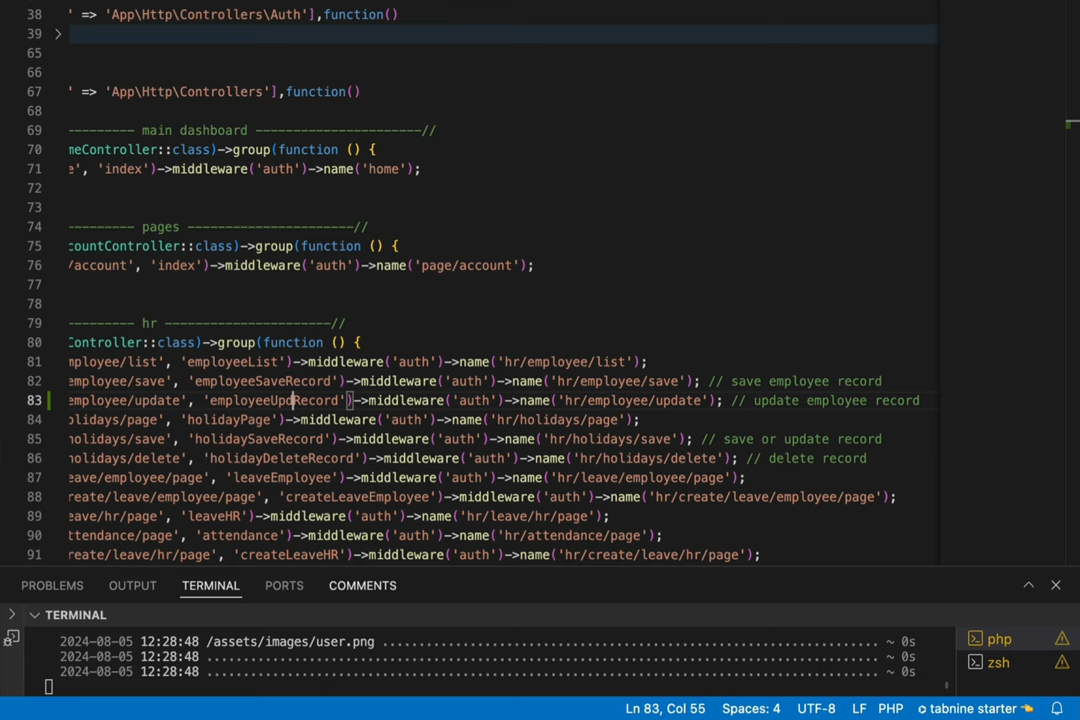 38 ' => 'App\Http\Controllers\Auth'],function()
39
65
66
67 ' => 'App\Http\Controllers'],function()
68
69 --------- main dashboard ----------------------//
70 meController::class)->group(function () {
71 e', 'index')->middleware('auth')->name('home');
72
73
74 --------- pages ----------------------//
75 countController::class)->group(function () {
76 /account', 'index')->middleware('auth')->name('page/account');
77
78
79 --------- hr ----------------------//
80 Controller::class)->group(function () {
81 mployee/list', 'employeeList')->middleware('auth')->name('hr/employee/list');
82 employee/save', 'employeeSaveRecord')->middleware('auth')->name('hr/employee/save'); // save employee record
83 employee/update', 'employeeUpdRecord')->middleware('auth')->name('hr/employee/update'); // update employee record
84 olidays/page', 'holidayPage')->middleware('auth')->name('hr/holidays/page');
85 holidays/save', 'holidaySaveRecord')->middleware('auth')->name('hr/holidays/save'); // save or update record
86 holidays/delete', 'holidayDeleteRecord')->middleware('auth')->name('hr/holidays/delete'); // delete record
87 leave/employee/page', 'leaveEmployee')->middleware('auth')->name('hr/leave/employee/page');
88 create/leave/employee/page', 'createLeaveEmployee')->middleware('auth')->name('hr/create/leave/employee/page');
89 leave/hr/page', 'leaveHR')->middleware('auth')->name('hr/leave/hr/page');
90 ttendance/page', 'attendance')->middleware('auth')->name('hr/attendance/page');
91 create/leave/hr/page', 'createLeaveHR')->middleware('auth')->name('hr/create/leave/hr/page');
PROBLEMS OUTPUT TERMINAL PORTS COMMENTS
TERMINAL
2024-08-05 12:28:48 /assets/images/user.png ................................................................... ~ 0s
2024-08-05 12:28:48 ........................................................................................... ~ 0s
2024-08-05 12:28:48 ........................................................................................... ~ 0s
php
zsh
Ln 83, Col 55 Spaces: 4 UTF-8 LF PHP tabnine starter